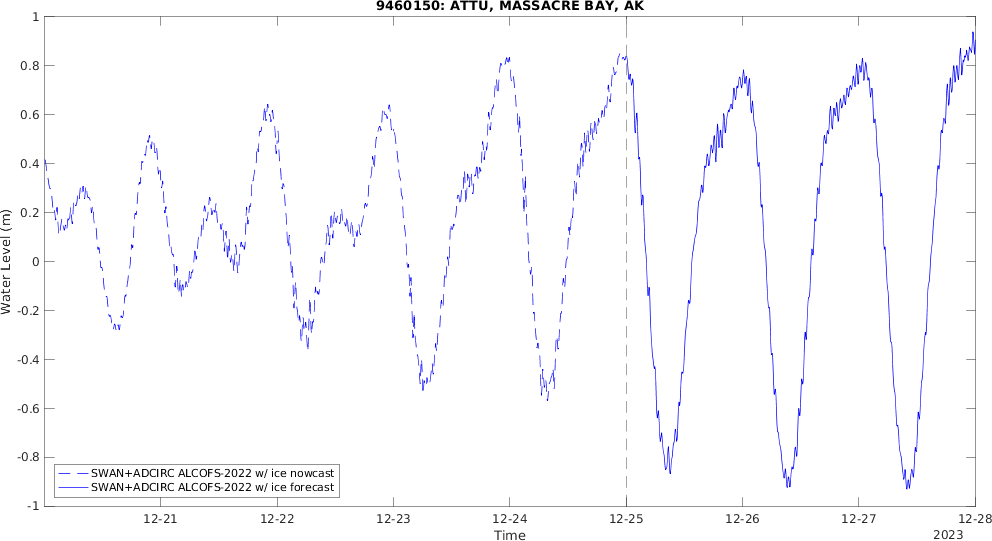 9460150: ATTU, MASSACRE BAY, AK
1
0.8
0.6
0.4
0.2
0
-0.2
-0.4
-0.6
-0.8
-1
Water Level (m)
SWAN+ADCIRC ALCOFS-2022 w/ ice nowcast
SWAN+ADCIRC ALCOFS-2022 w/ ice forecast
12-21 12-22 12-23 12-24 12-25 12-26 12-27 12-28
Time
2023